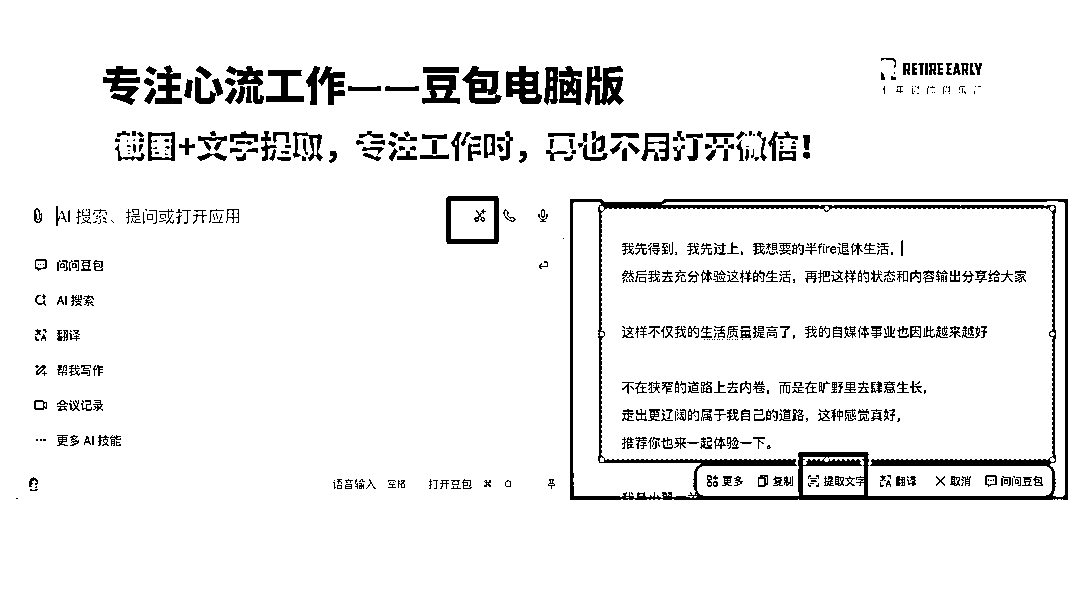 专注心流工作——豆包电脑版
RETIRE EARLY
截图+文字提取，专注工作时，再也不用打开微信！
AI 搜索、提问或打开应用
问问豆包
AI 搜索
翻译
帮我写作
会议记录
更多 AI 技能
语音输入 空格 打开豆包 ⌘ O
我先得到，我先过上，我想要的半fire退休生活，
然后我去充分体验这样的生活，再把这样的状态和内容输出分享给大家
这样不仅我的生活质量提高了，我的自媒体事业也因此越来越好
不在狭窄的道路上去内卷，而是在旷野里去肆意生长，
走出更辽阔的属于我自己的道路，这种感觉真好，
推荐你也来一起体验一下。
更多 复制 提取文字 翻译 取消 问问豆包